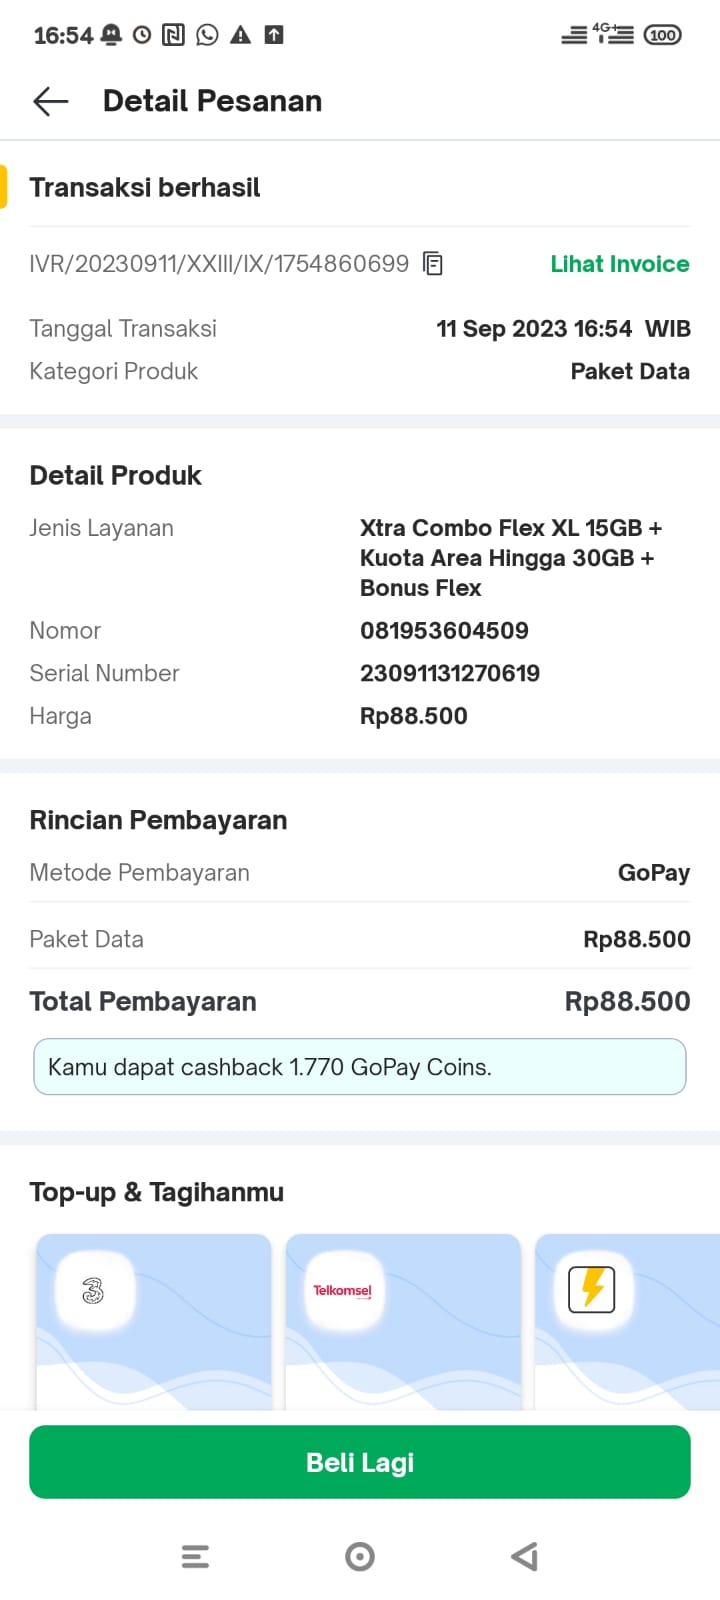 16:54
4G+
100
Detail Pesanan
Transaksi berhasil
IVR/20230911/XXIII/IX/1754860699 Lihat Invoice
Tanggal Transaksi 11 Sep 2023 16:54 WIB
Kategori Produk Paket Data
Detail Produk
Jenis Layanan Xtra Combo Flex XL 15GB +
Kuota Area Hingga 30GB +
Bonus Flex
Nomor 081953604509
Serial Number 23091131270619
Harga Rp88.500
Rincian Pembayaran
Metode Pembayaran GoPay
Paket Data Rp88.500
Total Pembayaran Rp88.500
Kamu dapat cashback 1.770 GoPay Coins.
Top-up & Tagihanmu
3
Telkomsel
Beli Lagi